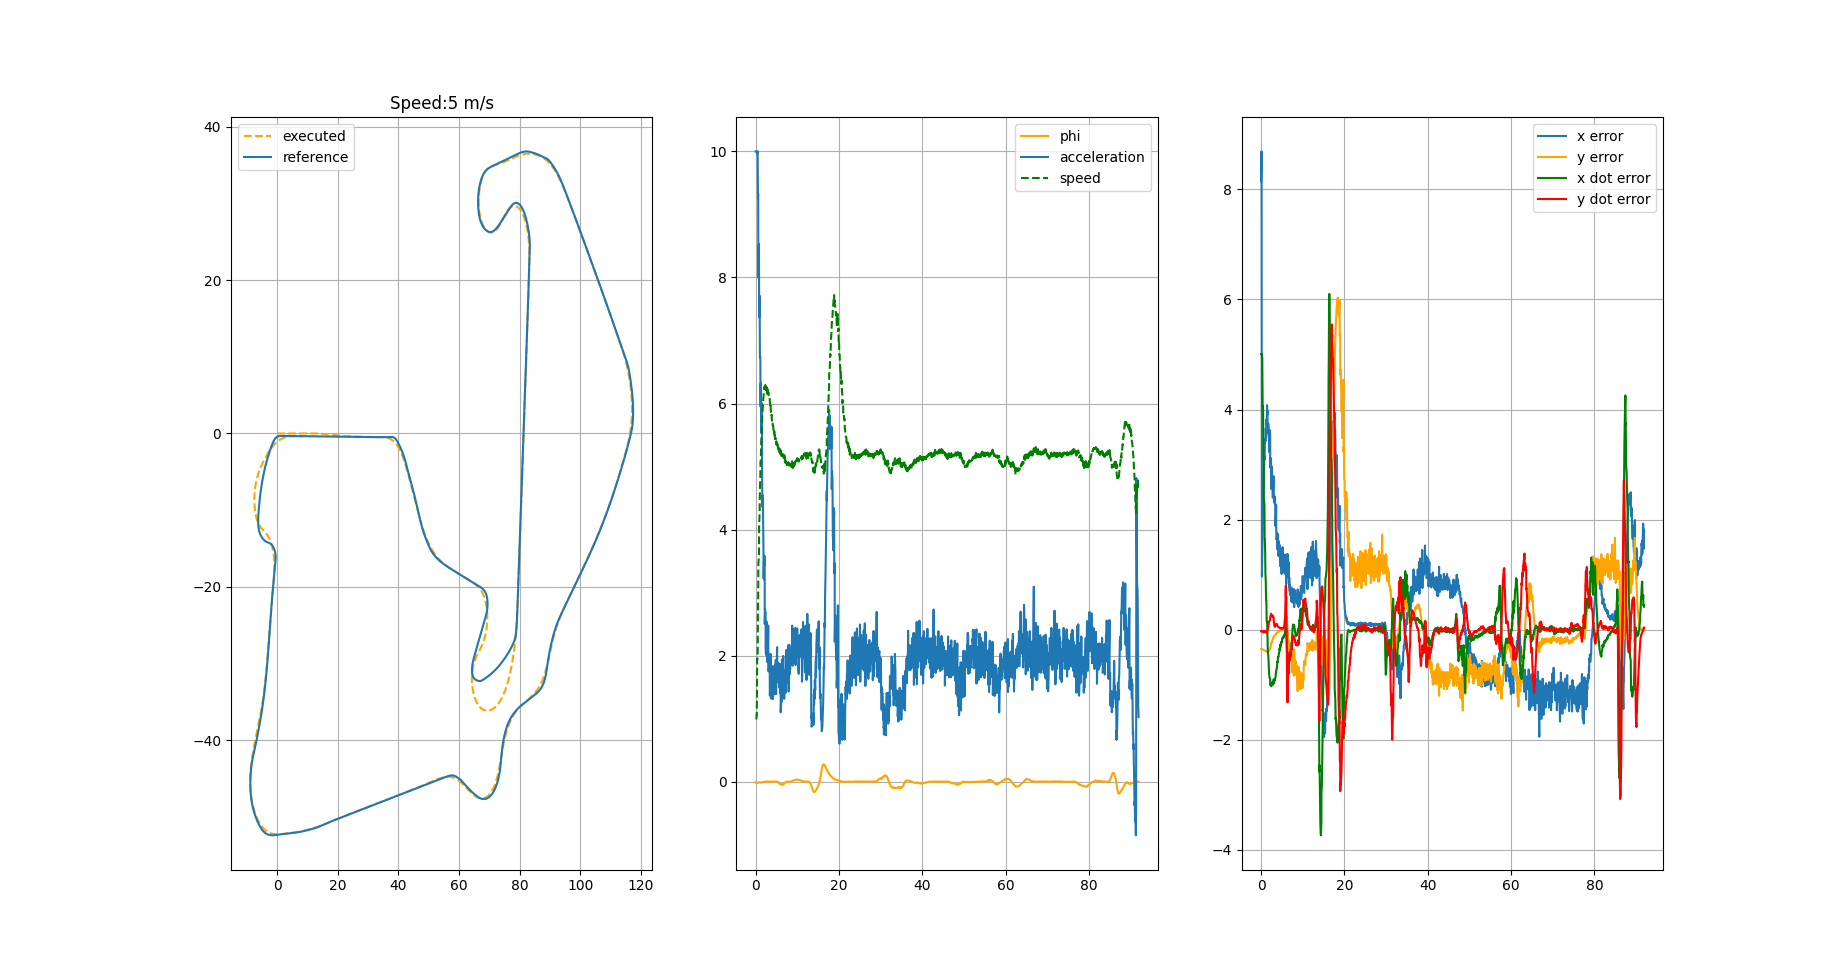 Speed:5 m/s
executed
reference
40
20
0
−20
−40
0 20 40 60 80 100 120
phi
acceleration
speed
10
8
6
4
2
0
0 20 40 60 80
x error
y error
x dot error
y dot error
8
6
4
2
0
−2
−4
0 20 40 60 80